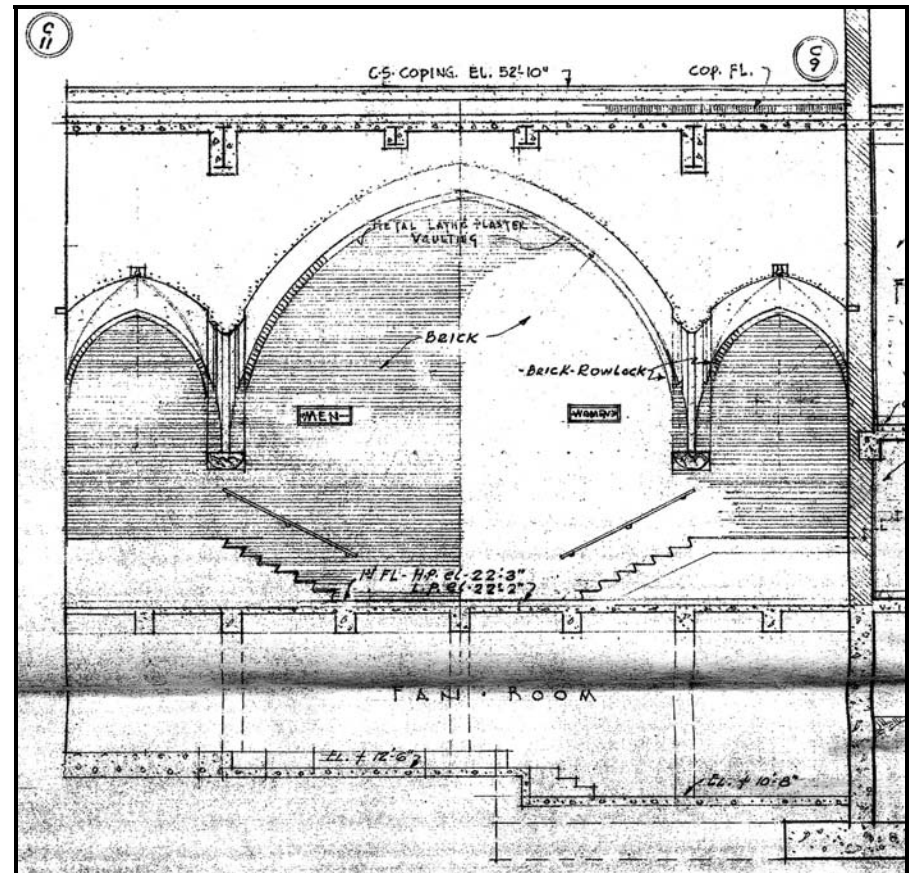 C
11
C.S. COPING. EL. 52'-10"
COP. FL.
C
9
METAL LATH & PLASTER
VAULTING
BRICK
BRICK-ROWLOCK
MEN
WOMEN
1st FL - H.P. el-22'-3"
L.P. el-22'-2"
FAN · ROOM
EL. + 12'-6"
EL. + 10'-8"